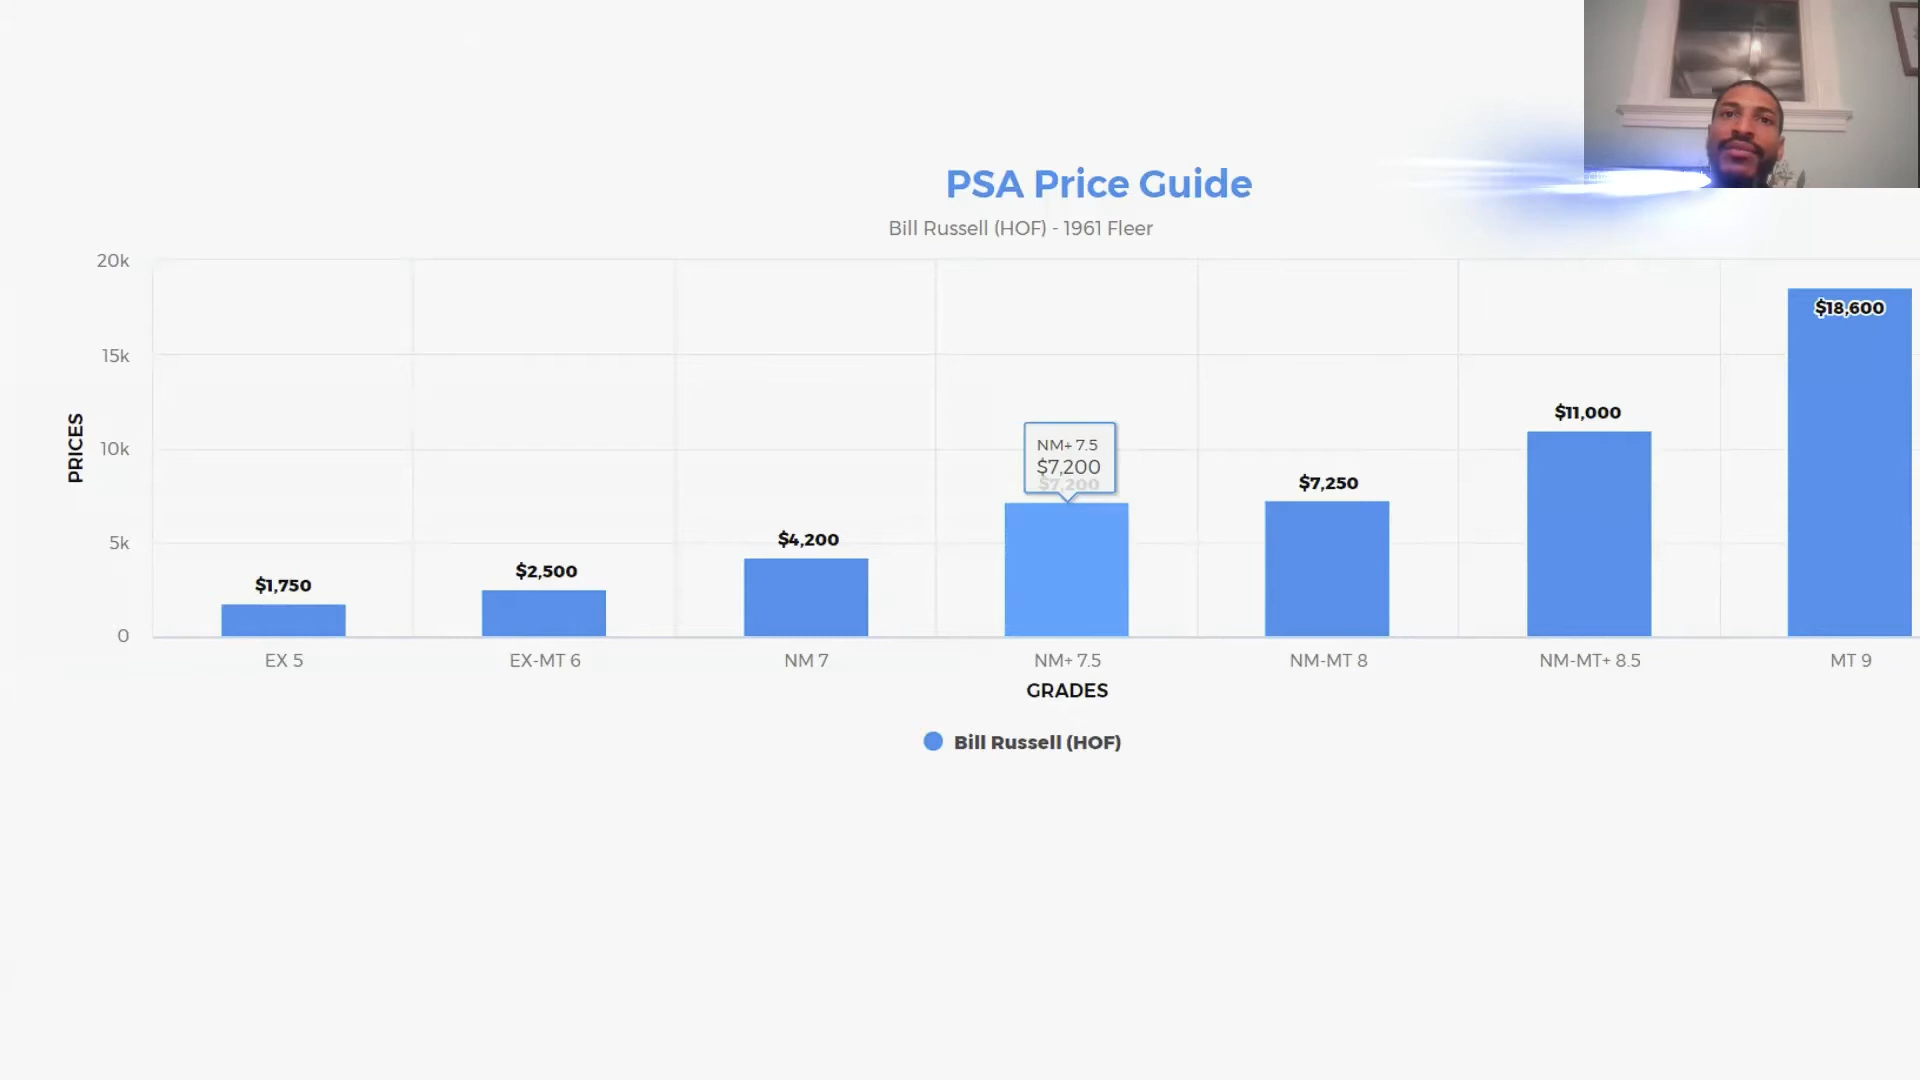 PSA Price Guide
Bill Russell (HOF) - 1961 Fleer
20k
15k
10k
5k
0
PRICES
$1,750
$2,500
$4,200
NM+ 7.5
$7,200
$7,200
$7,250
$11,000
$18,600
EX 5
EX-MT 6
NM 7
NM+ 7.5
NM-MT 8
NM-MT+ 8.5
MT 9
GRADES
Bill Russell (HOF)